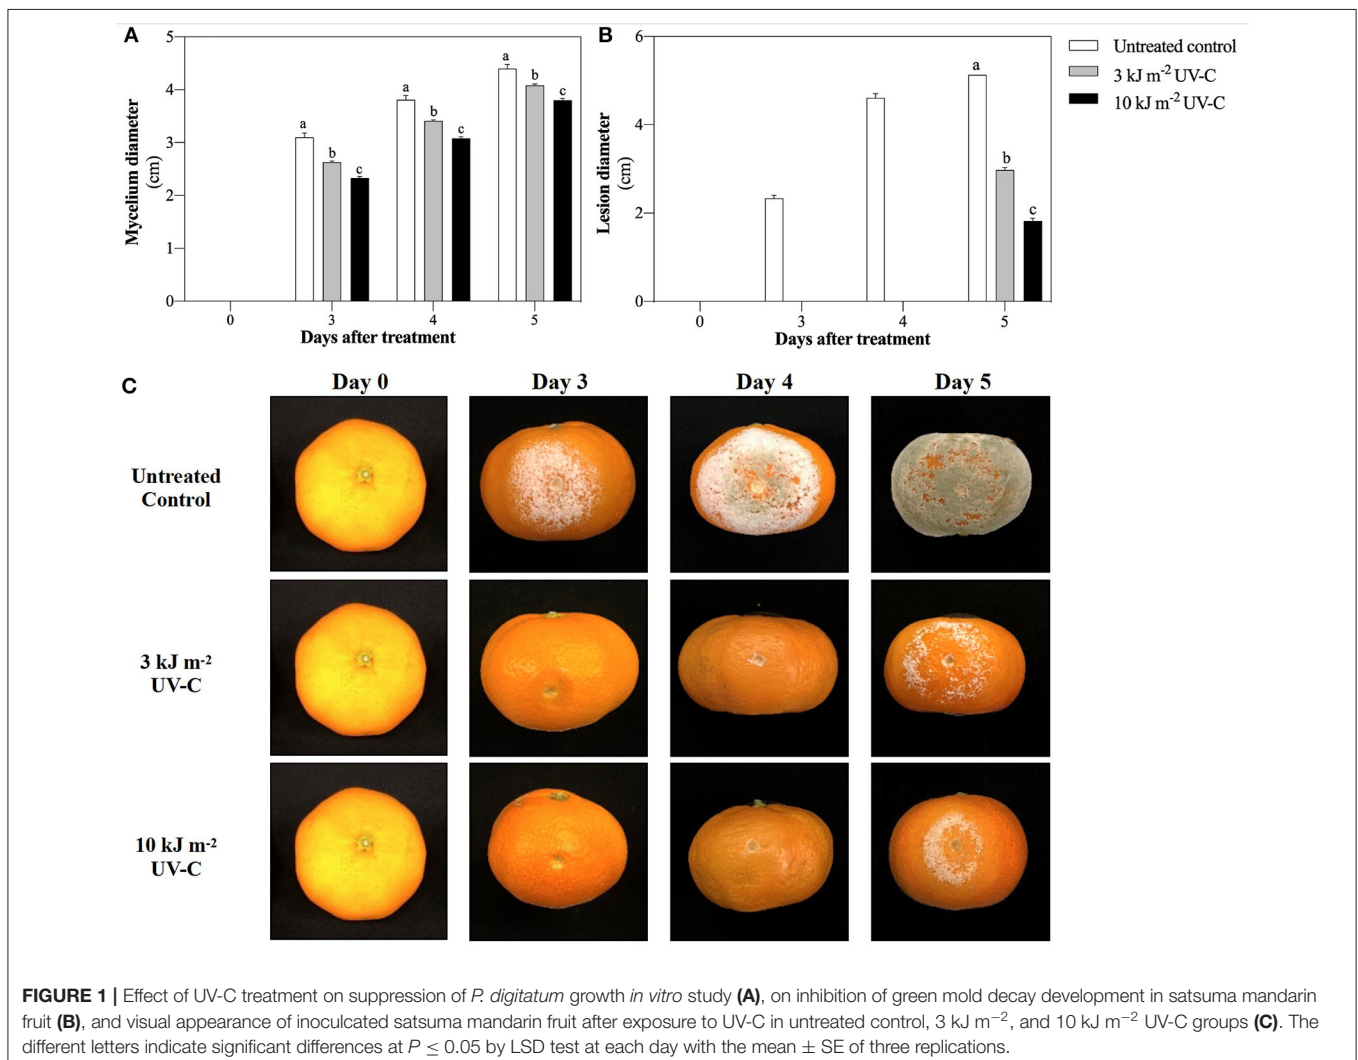 A
Mycelium diameter
(cm)
5
4
3
2
1
0
a
b
c
a
b
c
a
b
c
0 3 4 5
Days after treatment
B
Lesion diameter
(cm)
6
4
2
0
a
b
c
0 3 4 5
Days after treatment
Untreated control
3 kJ m-2 UV-C
10 kJ m-2 UV-C
C
Day 0 Day 3 Day 4 Day 5
Untreated
Control
3 kJ m-2
UV-C
10 kJ m-2
UV-C
FIGURE 1 | Effect of UV-C treatment on suppression of P. digitatum growth in vitro study (A), on inhibition of green mold decay development in satsuma mandarin
fruit (B), and visual appearance of inoculcated satsuma mandarin fruit after exposure to UV-C in untreated control, 3 kJ m−2, and 10 kJ m−2 UV-C groups (C). The
different letters indicate significant differences at P ≤ 0.05 by LSD test at each day with the mean ± SE of three replications.